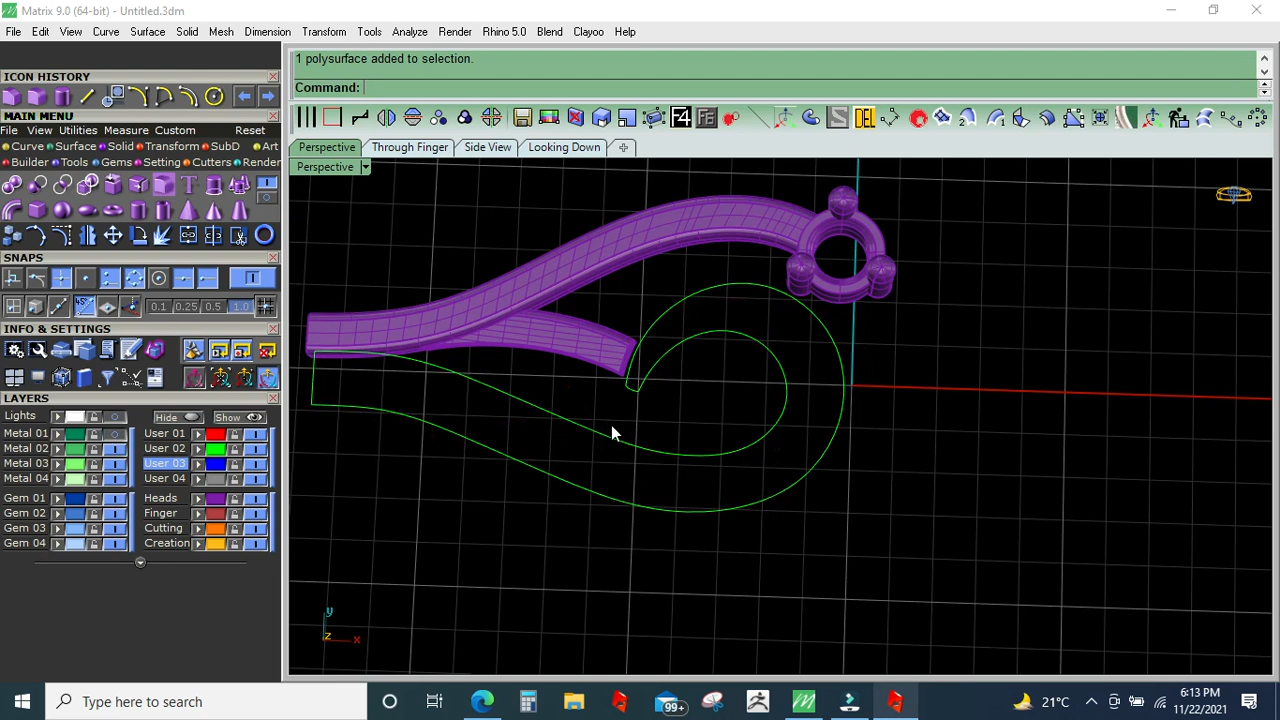 Matrix 9.0 (64-bit) - Untitled.3dm
File Edit View Curve Surface Solid Mesh Dimension Transform Tools Analyze Render Rhino 5.0 Blend Clayoo Help
1 polysurface added to selection.
Command:
ICON HISTORY
MAIN MENU
File View Utilities Measure Custom Reset
Curve Surface Solid Transform SubD Art
Builder Tools Gems Setting Cutters Render
F4 F6 DEL
Perspective Through Finger Side View Looking Down
Perspective
SNAPS
45°
0.1 0.25 0.5 1.0
INFO & SETTINGS
LAYERS
Lights Hide Show
Metal 01 User 01
Metal 02 User 02
Metal 03 User 03
Metal 04 User 04
Gem 01 Heads
Gem 02 Finger
Gem 03 Cutting
Gem 04 Creation
y
z x
Type here to search
99+
21°C
6:13 PM
11/22/2021